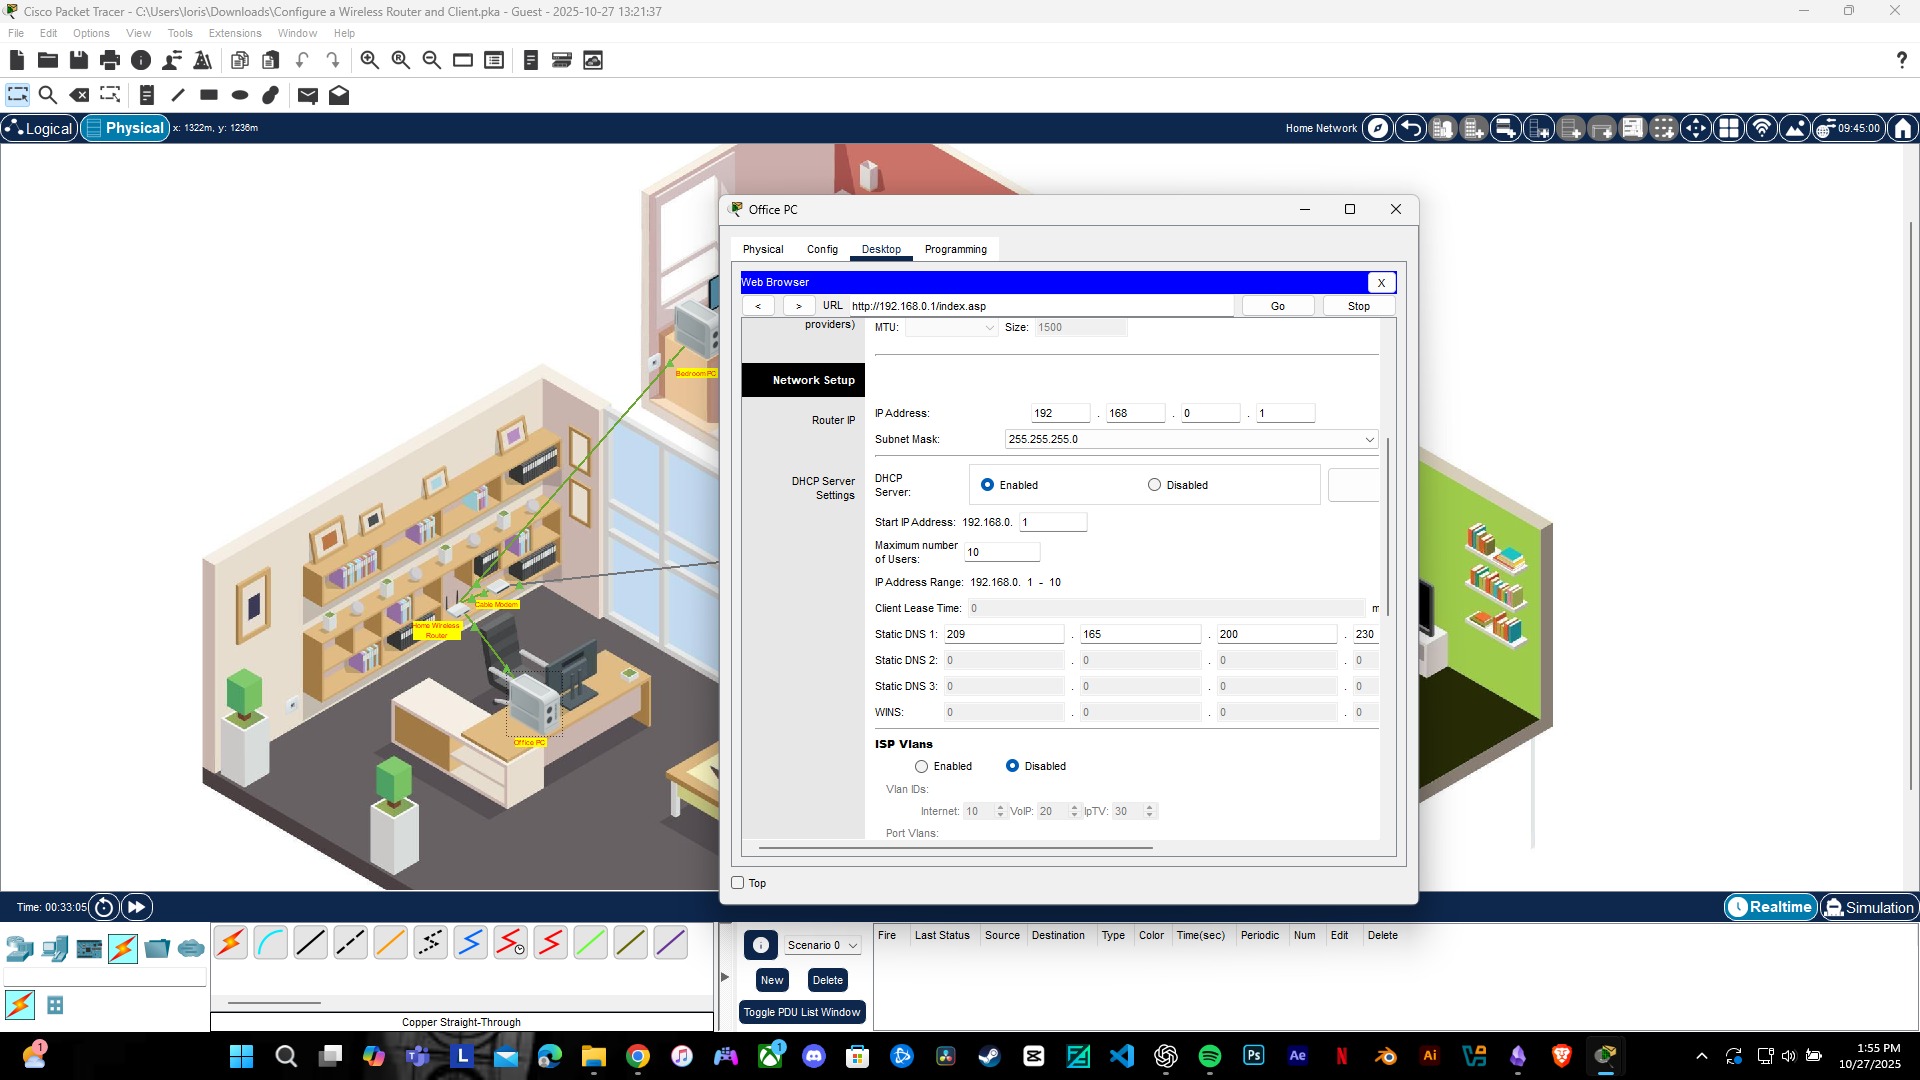 Cisco Packet Tracer - C:\Users\loris\Downloads\Configure a Wireless Router and Client.pka - Guest - 2025-10-27 13:21:37
File Edit Options View Tools Extensions Window Help
Logical Physical x: 1322m, y: 1236m Home Network 09:45:00
Office PC
Physical Config Desktop Programming
Web Browser X
< > URL http://192.168.0.1/index.asp Go Stop
providers) MTU: Size: 1500
Network Setup
Router IP IP Address: 192 . 168 . 0 . 1
Subnet Mask: 255.255.255.0
DHCP Server Settings
DHCP Server: Enabled Disabled
Start IP Address: 192.168.0. 1
Maximum number of Users: 10
IP Address Range: 192.168.0. 1 - 10
Client Lease Time: 0 m
Static DNS 1: 209 . 165 . 200 . 230
Static DNS 2: 0 . 0 . 0 . 0
Static DNS 3: 0 . 0 . 0 . 0
WINS: 0 . 0 . 0 . 0
ISP Vlans
Enabled Disabled
Vlan IDs:
Internet: 10 VoIP: 20 IpTV: 30
Port Vlans:
Top
Bedroom PC
Cable Modem
Home Wireless
Router
Office PC
Time: 00:33:05 Realtime Simulation
Scenario 0
New Delete
Toggle PDU List Window
Fire Last Status Source Destination Type Color Time(sec) Periodic Num Edit Delete
Copper Straight-Through
1:55 PM
10/27/2025